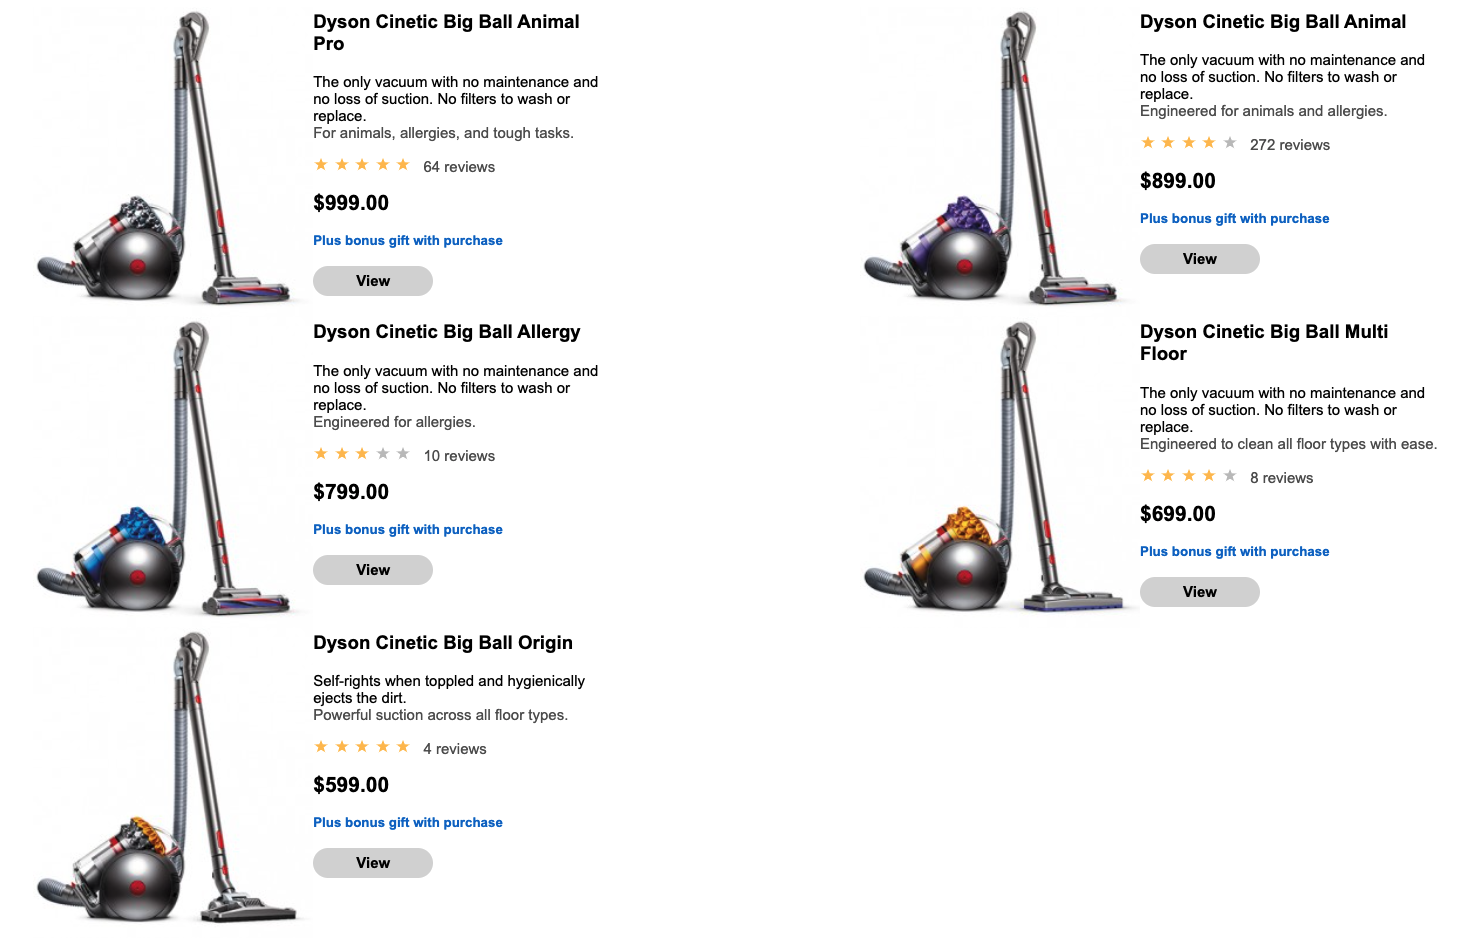 Dyson Cinetic Big Ball Animal
Pro
The only vacuum with no maintenance and
no loss of suction. No filters to wash or
replace.
For animals, allergies, and tough tasks.
64 reviews
$999.00
Plus bonus gift with purchase
View
Dyson Cinetic Big Ball Animal
The only vacuum with no maintenance and
no loss of suction. No filters to wash or
replace.
Engineered for animals and allergies.
272 reviews
$899.00
Plus bonus gift with purchase
View
Dyson Cinetic Big Ball Allergy
The only vacuum with no maintenance and
no loss of suction. No filters to wash or
replace.
Engineered for allergies.
10 reviews
$799.00
Plus bonus gift with purchase
View
Dyson Cinetic Big Ball Multi
Floor
The only vacuum with no maintenance and
no loss of suction. No filters to wash or
replace.
Engineered to clean all floor types with ease.
8 reviews
$699.00
Plus bonus gift with purchase
View
Dyson Cinetic Big Ball Origin
Self-rights when toppled and hygienically
ejects the dirt.
Powerful suction across all floor types.
4 reviews
$599.00
Plus bonus gift with purchase
View